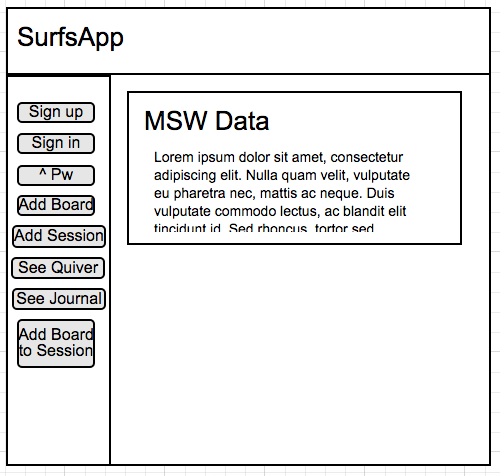 SurfsApp
Sign up
Sign in
^ Pw
Add Board
Add Session
See Quiver
See Journal
Add Board
to Session
MSW Data
Lorem ipsum dolor sit amet, consectetur
adipiscing elit. Nulla quam velit, vulputate
eu pharetra nec, mattis ac neque. Duis
vulputate commodo lectus, ac blandit elit
tincidunt id. Sed rhoncus, tortor sed